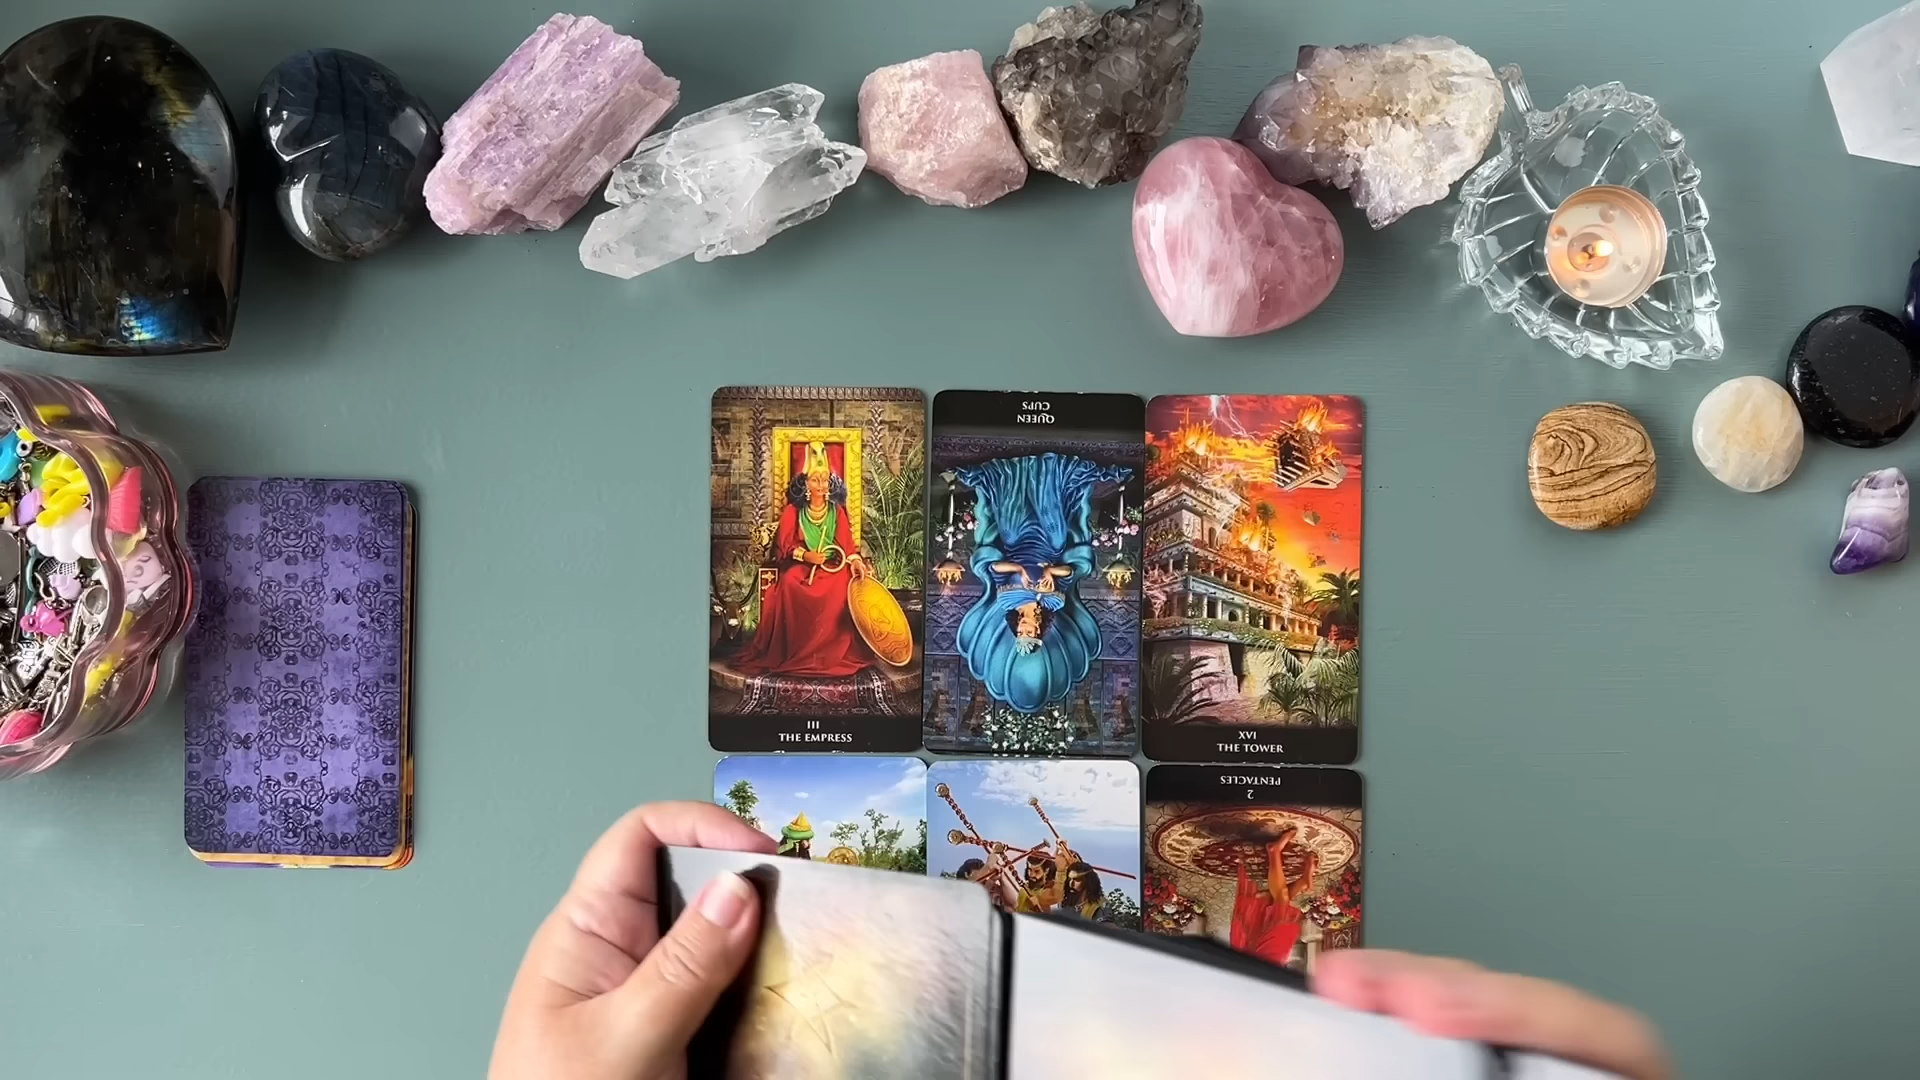 III
THE EMPRESS
QUEEN
CUPS
XVI
THE TOWER
2
PENTACLES